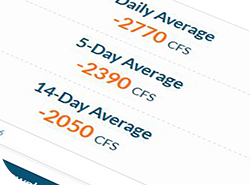 Daily Average
-2770 CFS
5-Day Average
-2390 CFS
14-Day Average
-2050 CFS